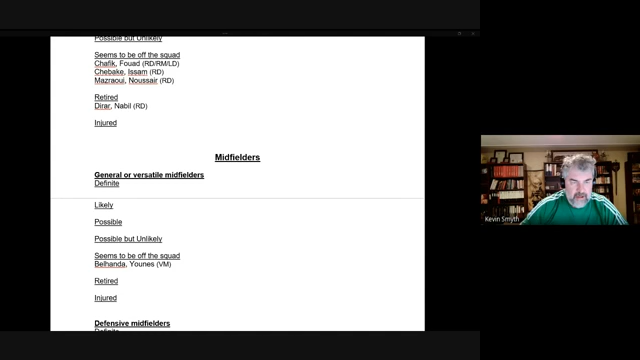 Possible but Unlikely
Seems to be off the squad
Chafik, Fouad (RD/RM/LD)
Chebake, Issam (RD)
Mazraoui, Noussair (RD)
Retired
Dirar, Nabil (RD)
Injured
Midfielders
General or versatile midfielders
Definite
Likely
Possible
Possible but Unlikely
Seems to be off the squad
Belhanda, Younes (VM)
Retired
Injured
Defensive midfielders
Definite
Kevin Smyth